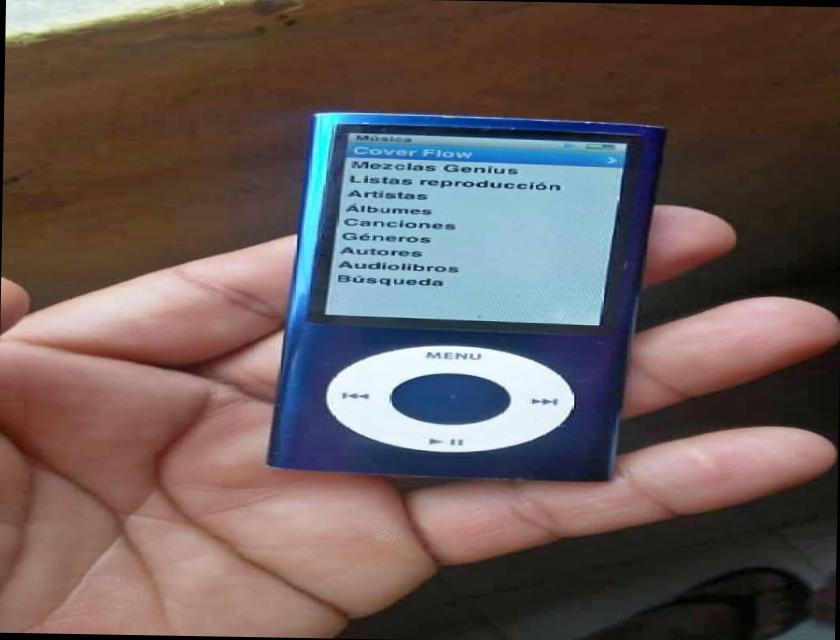 Música
Cover Flow
Mezclas Genius
Listas reproducción
Artistas
Álbumes
Canciones
Géneros
Autores
Audiolibros
Búsqueda
MENU